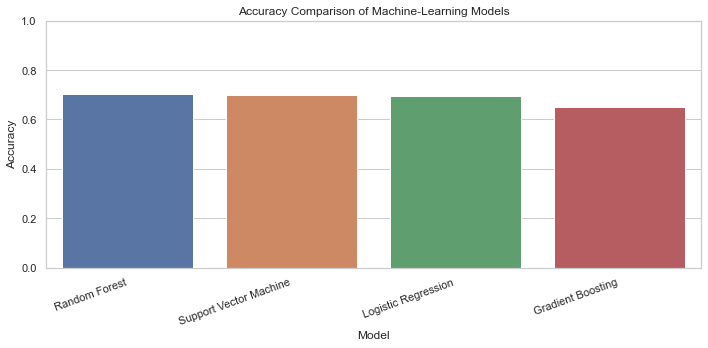 Accuracy Comparison of Machine-Learning Models
1.0
0.8
0.6
0.4
0.2
0.0
Accuracy
Random Forest
Support Vector Machine
Logistic Regression
Gradient Boosting
Model